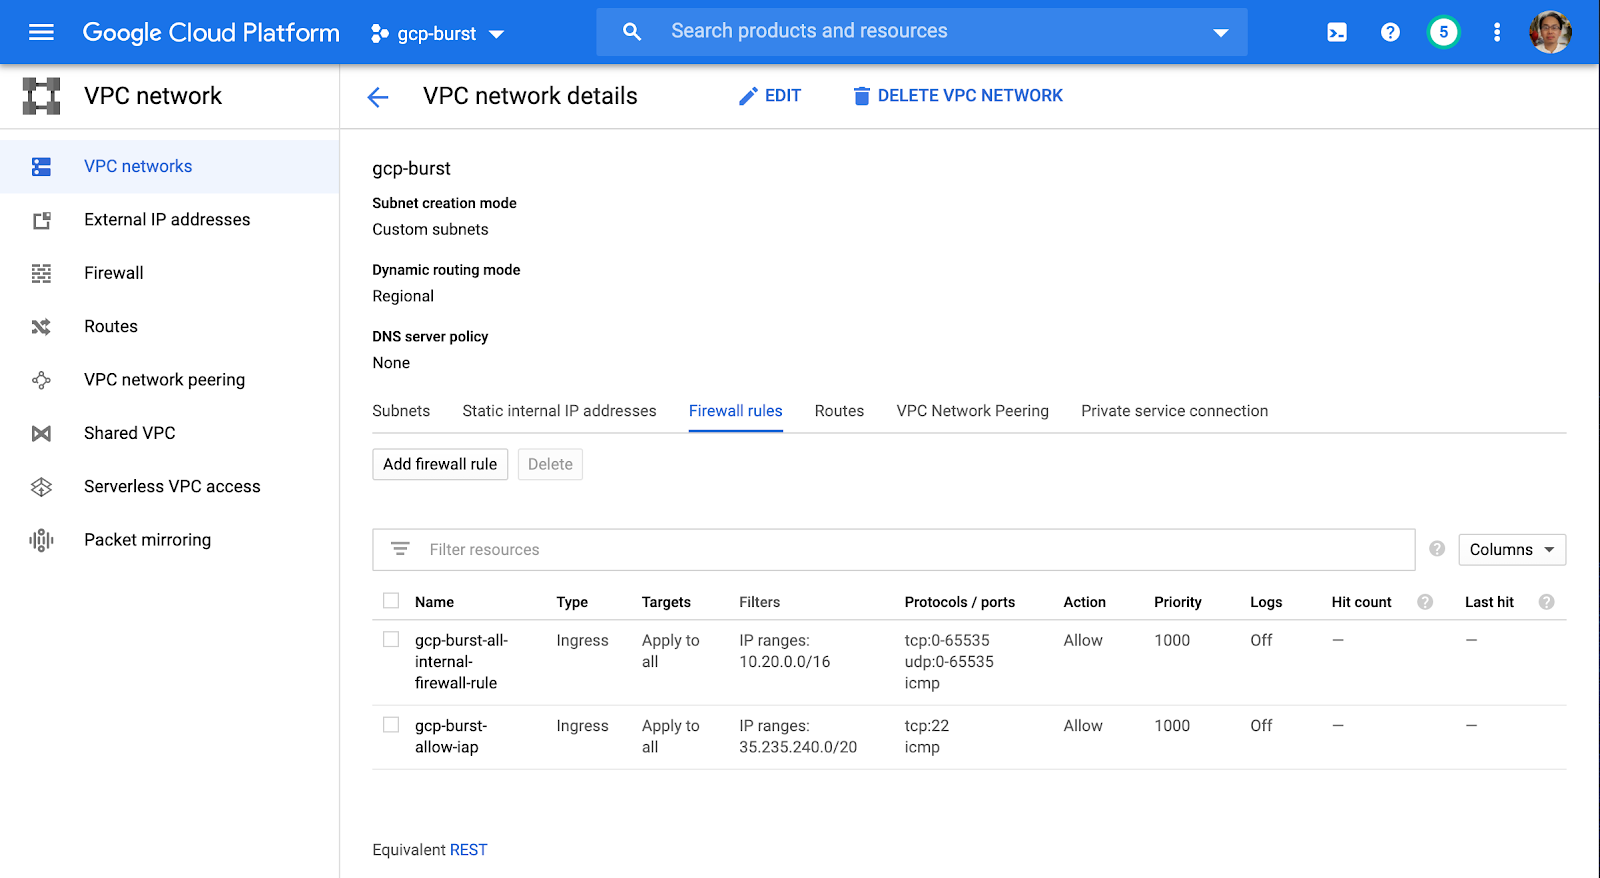 Google Cloud Platform
gcp-burst
Search products and resources
5
VPC network
VPC network details
EDIT
DELETE VPC NETWORK
VPC networks
External IP addresses
Firewall
Routes
VPC network peering
Shared VPC
Serverless VPC access
Packet mirroring
gcp-burst
Subnet creation mode
Custom subnets
Dynamic routing mode
Regional
DNS server policy
None
Subnets Static internal IP addresses Firewall rules Routes VPC Network Peering Private service connection
Add firewall rule Delete
Filter resources
Columns
Name Type Targets Filters Protocols / ports Action Priority Logs Hit count Last hit
gcp-burst-all- Ingress Apply to IP ranges: tcp:0-65535 Allow 1000 Off — —
internal- all 10.20.0.0/16 udp:0-65535
firewall-rule icmp
gcp-burst- Ingress Apply to IP ranges: tcp:22 Allow 1000 Off — —
allow-iap all 35.235.240.0/20 icmp
Equivalent REST